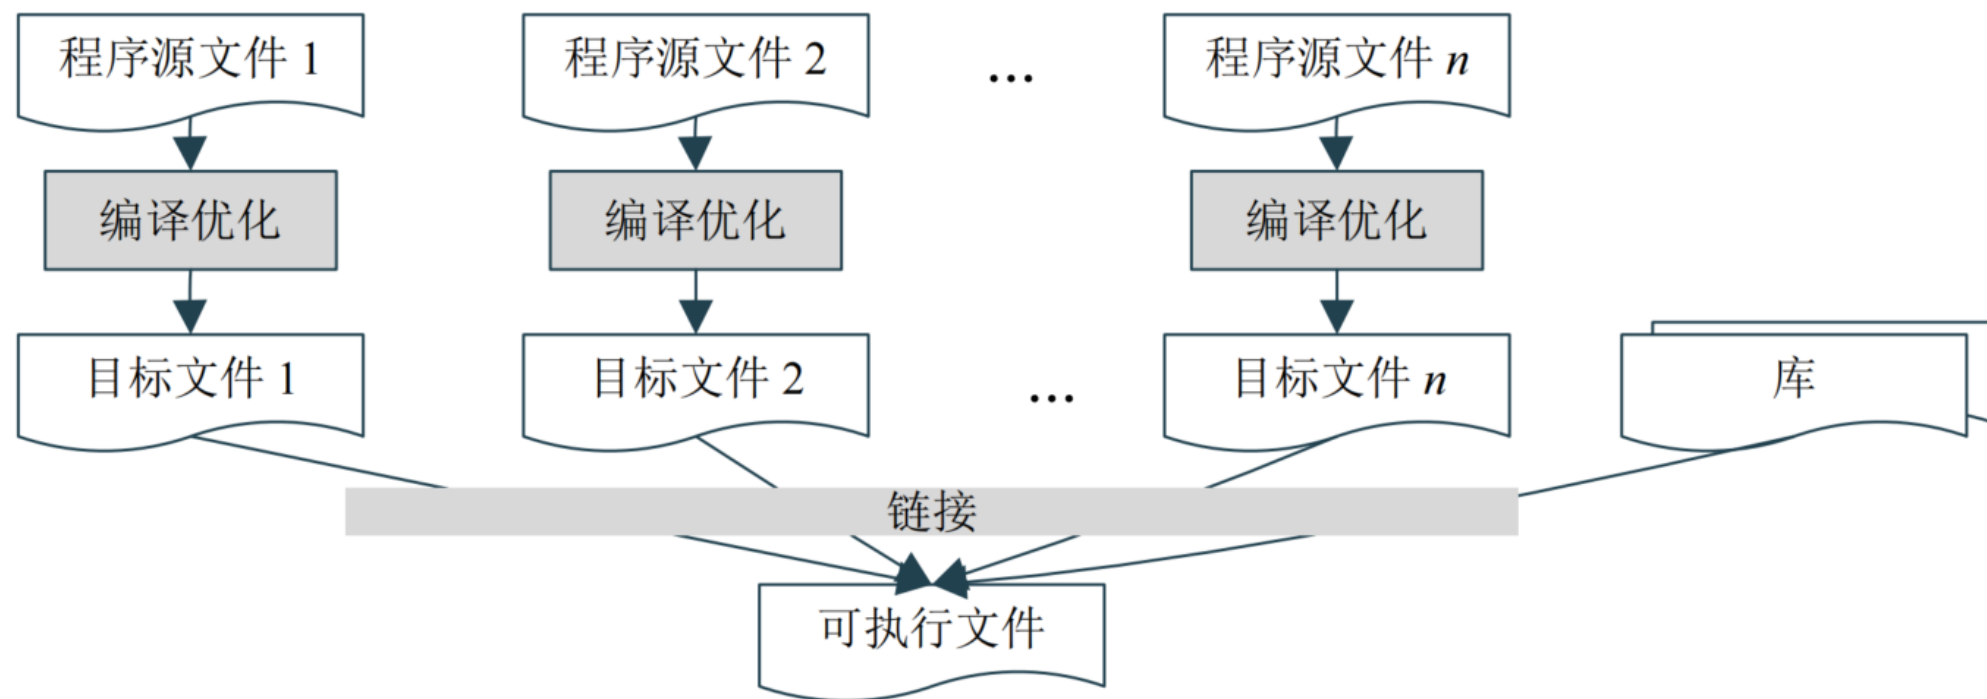 程序源文件 1
程序源文件 2
...
程序源文件 n
编译优化
编译优化
编译优化
目标文件 1
目标文件 2
...
目标文件 n
库
链接
可执行文件